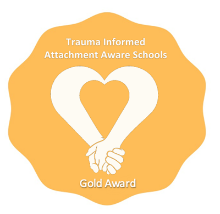 Trauma Informed
Attachment Aware Schools
Gold Award